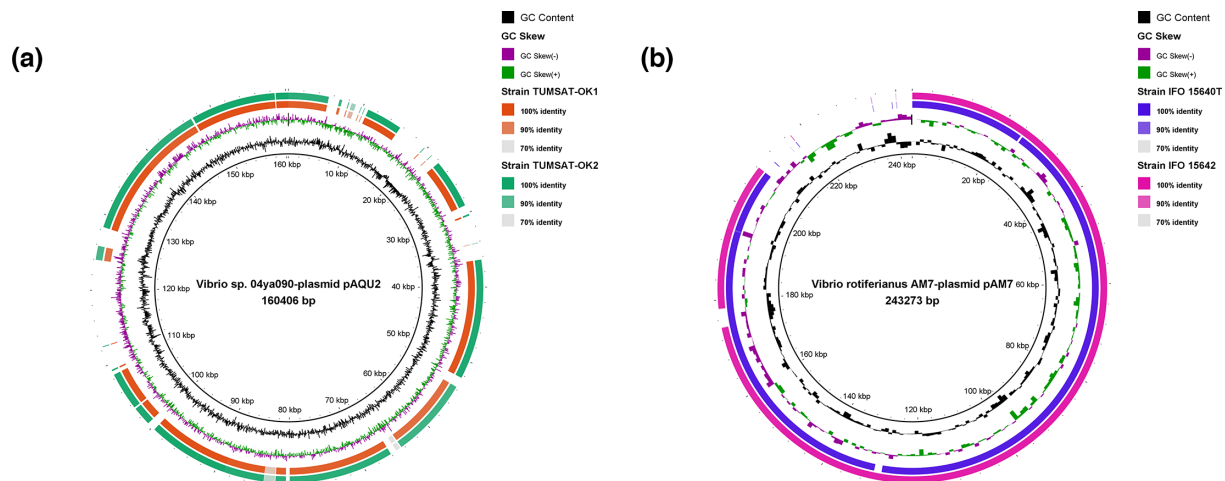 (a)
GC Content
GC Skew
GC Skew(-)
GC Skew(+)
Strain TUMSAT-OK1
100% identity
90% identity
70% identity
Strain TUMSAT-OK2
100% identity
90% identity
70% identity
160 kbp
10 kbp
20 kbp
30 kbp
40 kbp
50 kbp
60 kbp
70 kbp
80 kbp
90 kbp
100 kbp
110 kbp
120 kbp
130 kbp
140 kbp
150 kbp
Vibrio sp. 04ya090-plasmid pAQU2
160406 bp
(b)
GC Content
GC Skew
GC Skew(-)
GC Skew(+)
Strain IFO 15640T
100% identity
90% identity
70% identity
Strain IFO 15642
100% identity
90% identity
70% identity
240 kbp
20 kbp
40 kbp
60 kbp
80 kbp
100 kbp
120 kbp
140 kbp
160 kbp
180 kbp
200 kbp
220 kbp
Vibrio rotiferianus AM7-plasmid pAM7
243273 bp